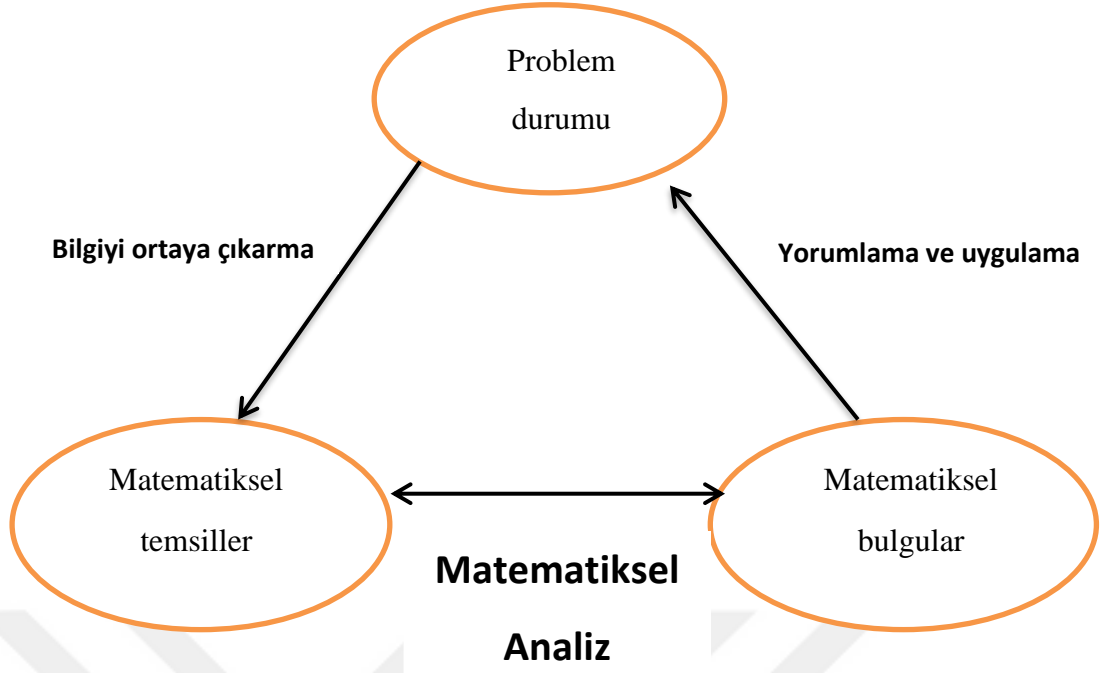 Problem
durumu
Bilgiyi ortaya çıkarma
Yorumlama ve uygulama
Matematiksel
temsiller
Matematiksel
bulgular
Matematiksel
Analiz